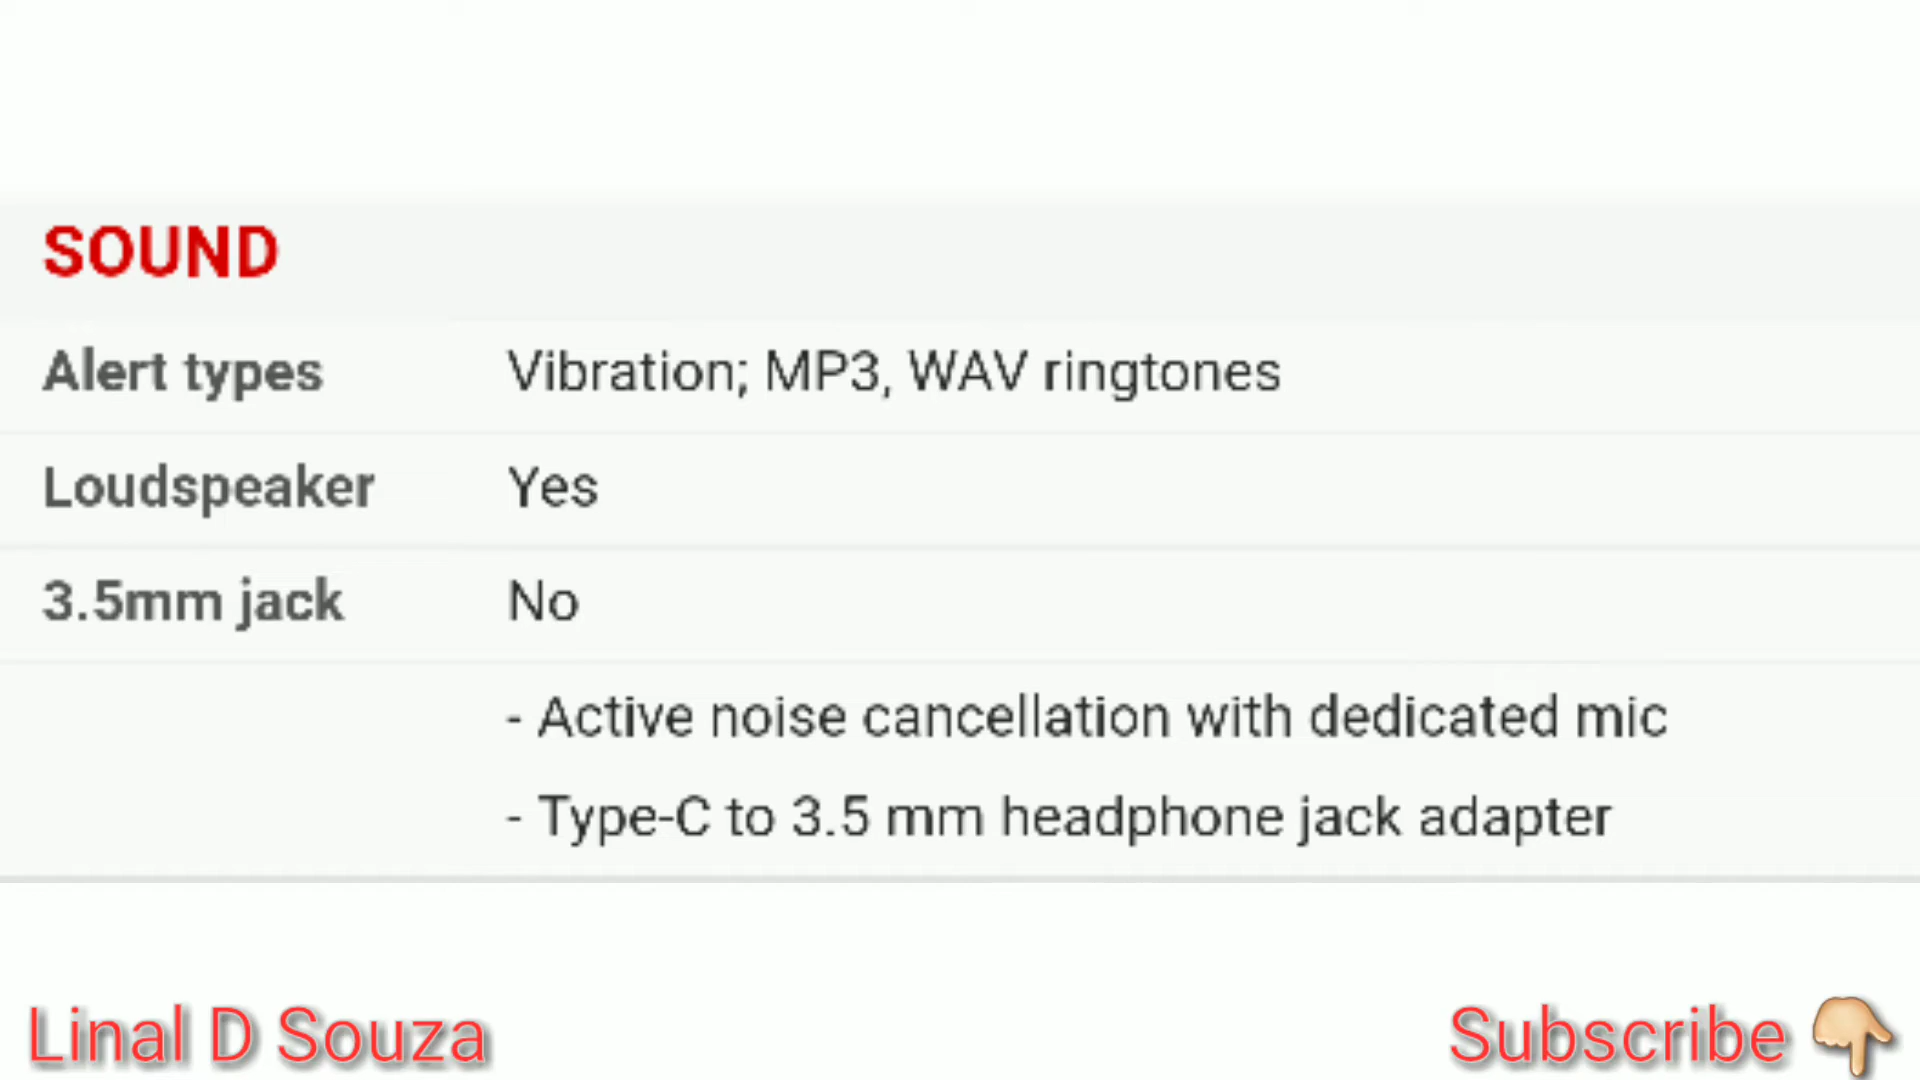 SOUND
Alert types Vibration; MP3, WAV ringtones
Loudspeaker Yes
3.5mm jack No
- Active noise cancellation with dedicated mic
- Type-C to 3.5 mm headphone jack adapter
Linal D Souza Subscribe 👇